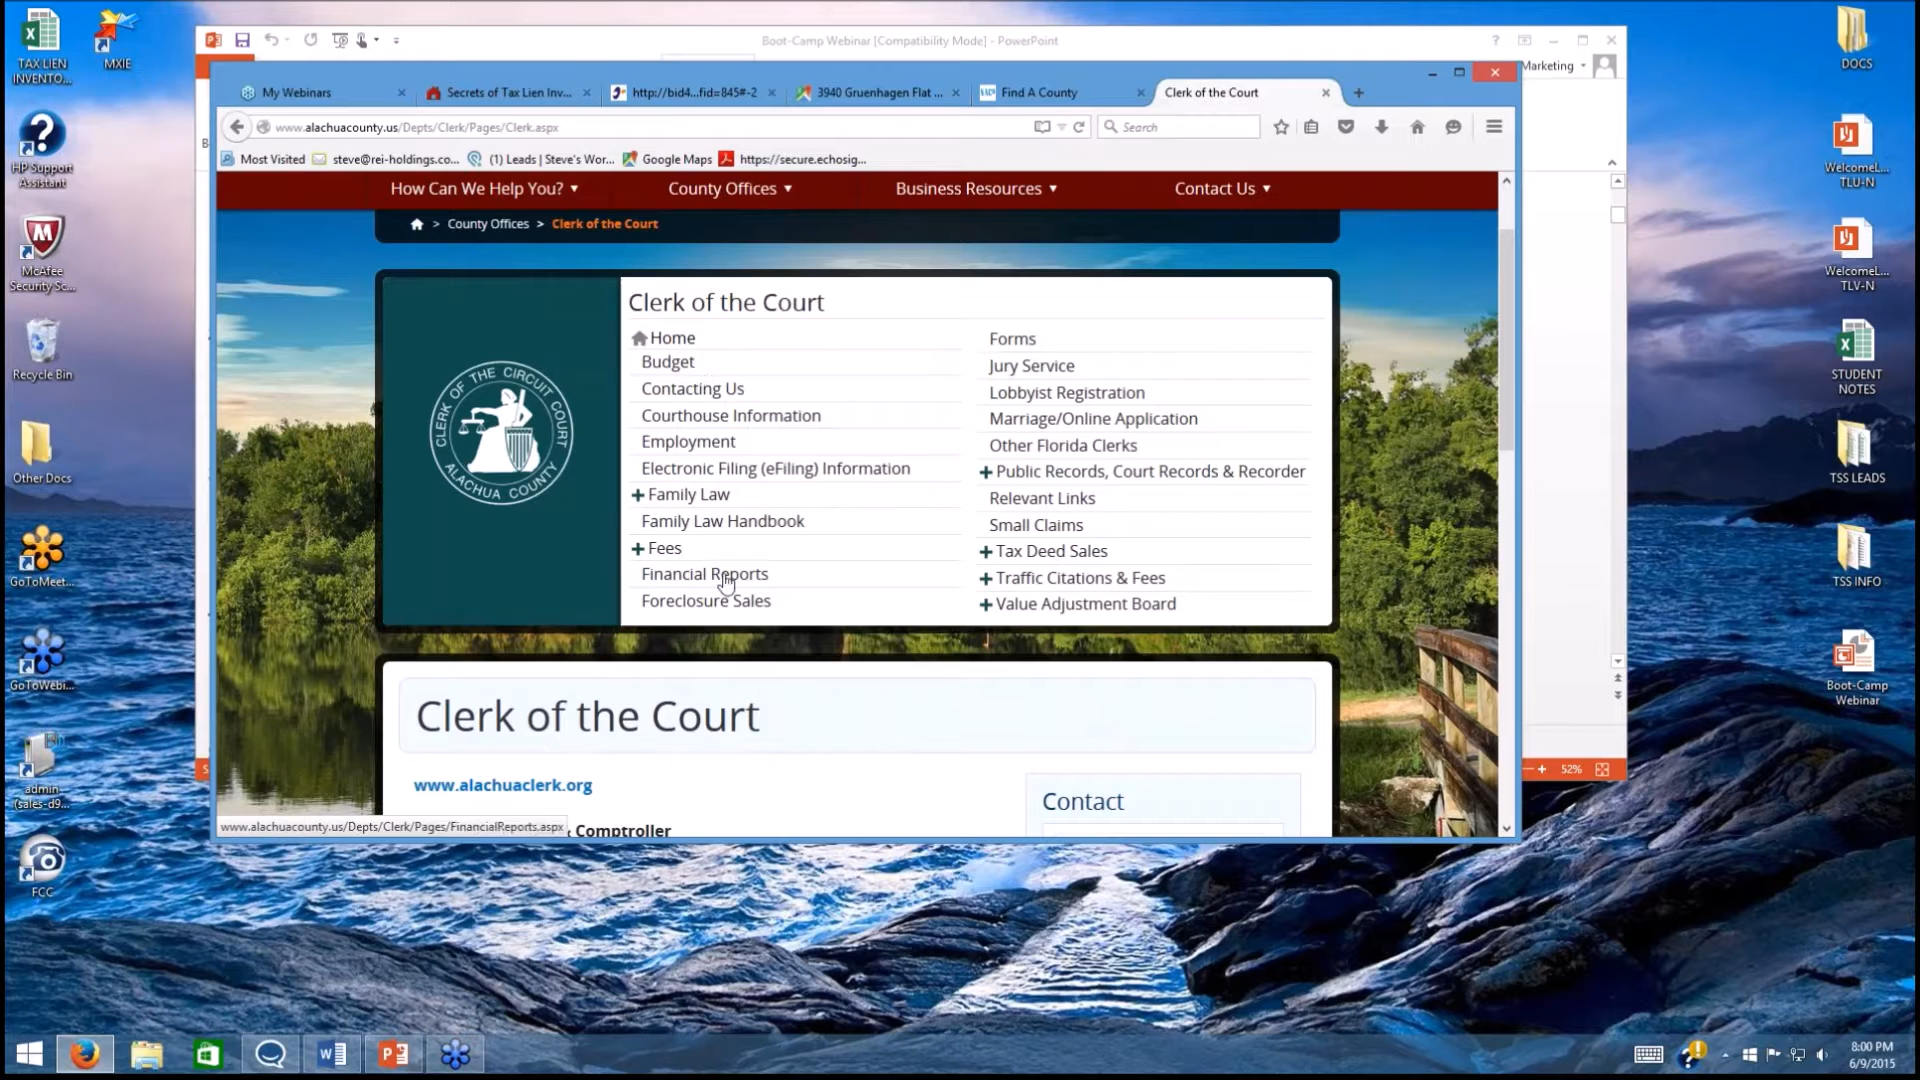 Boot-Camp Webinar [Compatibility Mode] - PowerPoint
Marketing
My Webinars
Secrets of Tax Lien Inv...
http://bid4...fid=845#-2
3940 Gruenhagen Flat ...
Find A County
Clerk of the Court
www.alachuacounty.us/Depts/Clerk/Pages/Clerk.aspx
Search
Most Visited
steve@rei-holdings.co...
(1) Leads | Steve's Wor...
Google Maps
https://secure.echosig...
How Can We Help You?
County Offices
Business Resources
Contact Us
> County Offices > Clerk of the Court
CLERK OF THE CIRCUIT COURT
ALACHUA COUNTY
Clerk of the Court
Home
Budget
Contacting Us
Courthouse Information
Employment
Electronic Filing (eFiling) Information
Family Law
Family Law Handbook
Fees
Financial Reports
Foreclosure Sales
Forms
Jury Service
Lobbyist Registration
Marriage/Online Application
Other Florida Clerks
Public Records, Court Records & Recorder
Relevant Links
Small Claims
Tax Deed Sales
Traffic Citations & Fees
Value Adjustment Board
Clerk of the Court
www.alachuaclerk.org
Contact
Comptroller
www.alachuacounty.us/Depts/Clerk/Pages/FinancialReports.aspx
52%
TAX LIEN
INVENTO...
MXIE
HP Support
Assistant
McAfee
Security Sc...
Recycle Bin
Other Docs
GoToMeet...
GoToWebi...
admin
(sales-d9...
FCC
DOCS
WelcomeL...
TLU-N
WelcomeL...
TLV-N
STUDENT
NOTES
TSS LEADS
TSS INFO
Boot-Camp
Webinar
8:00 PM
6/9/2015